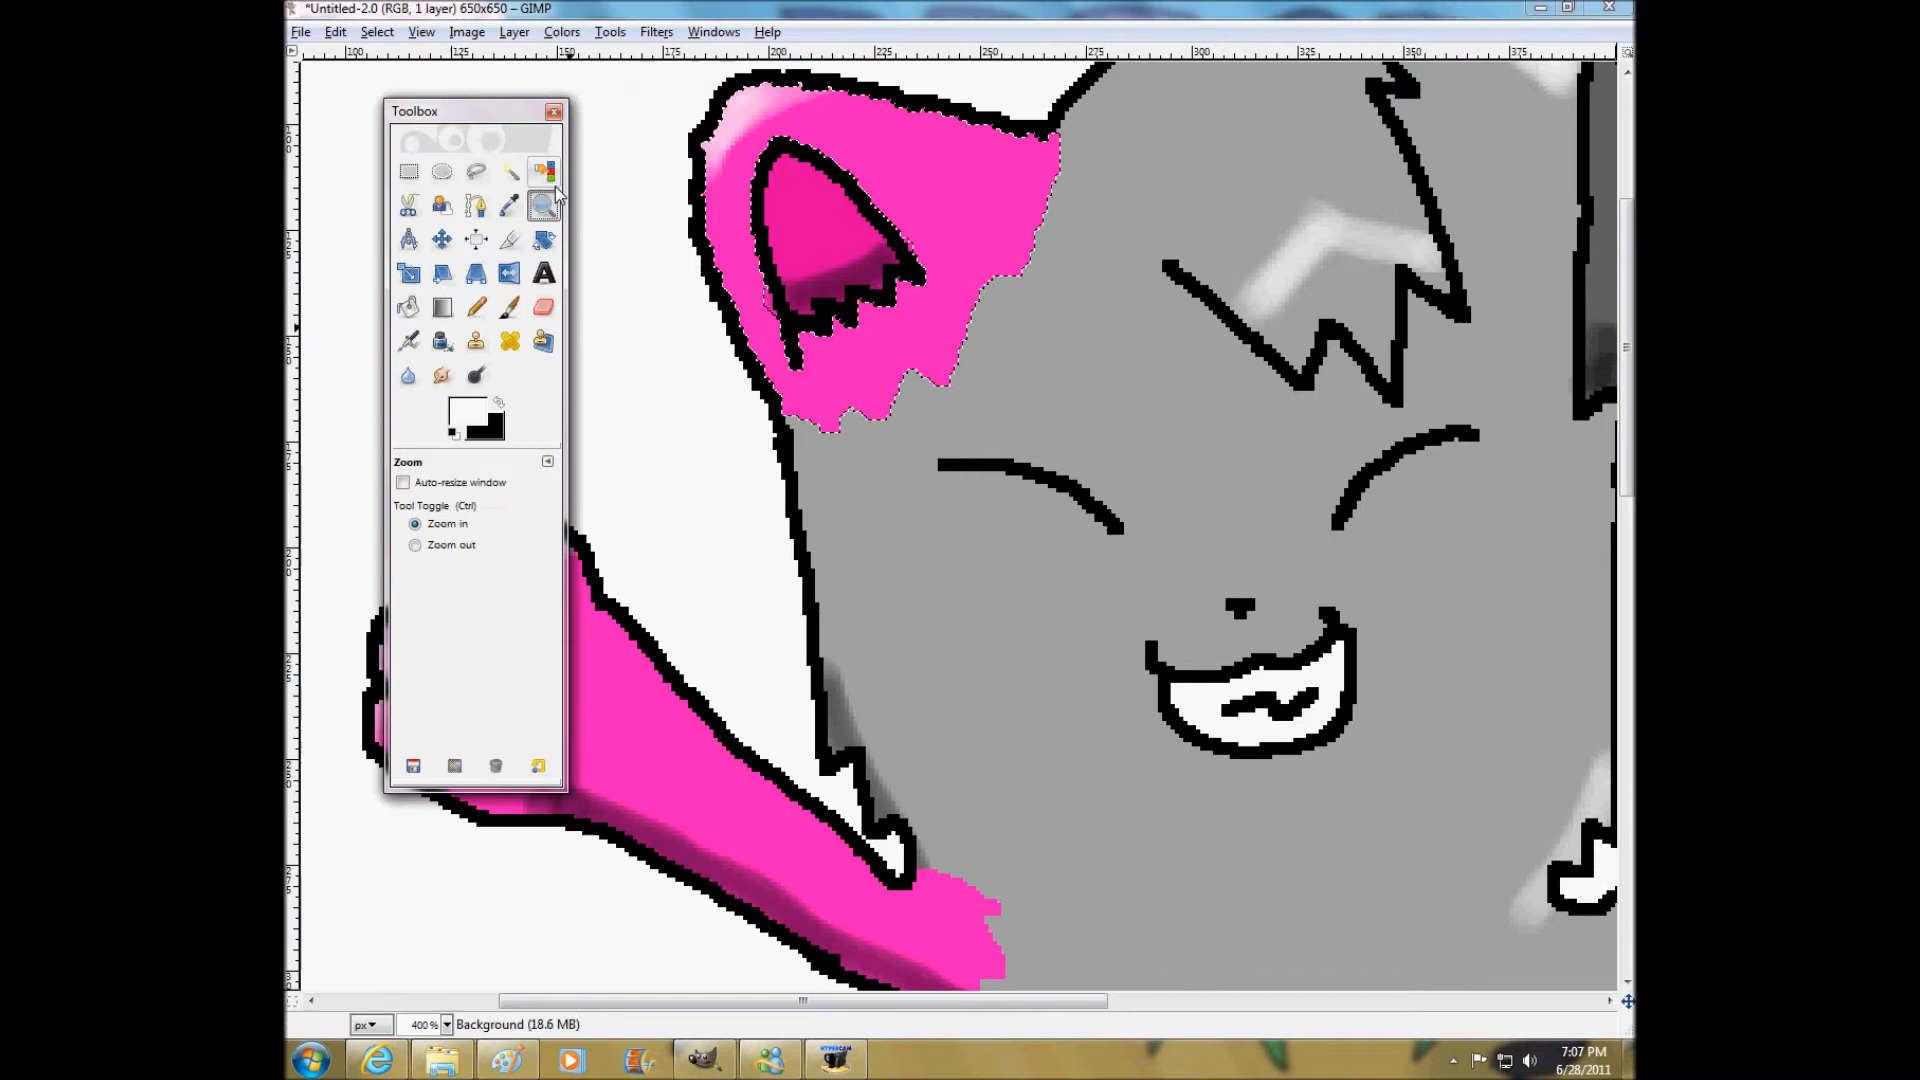 *Untitled-2.0 (RGB, 1 layer) 650x650 – GIMP
File Edit Select View Image Layer Colors Tools Filters Windows Help
100 125 150 175 200 225 250 275 300 325 350 375
Toolbox
Zoom
Auto-resize window
Tool Toggle (Ctrl)
Zoom in
Zoom out
px 400 % Background (18.6 MB)
HYPERCAM
7:07 PM
6/28/2011